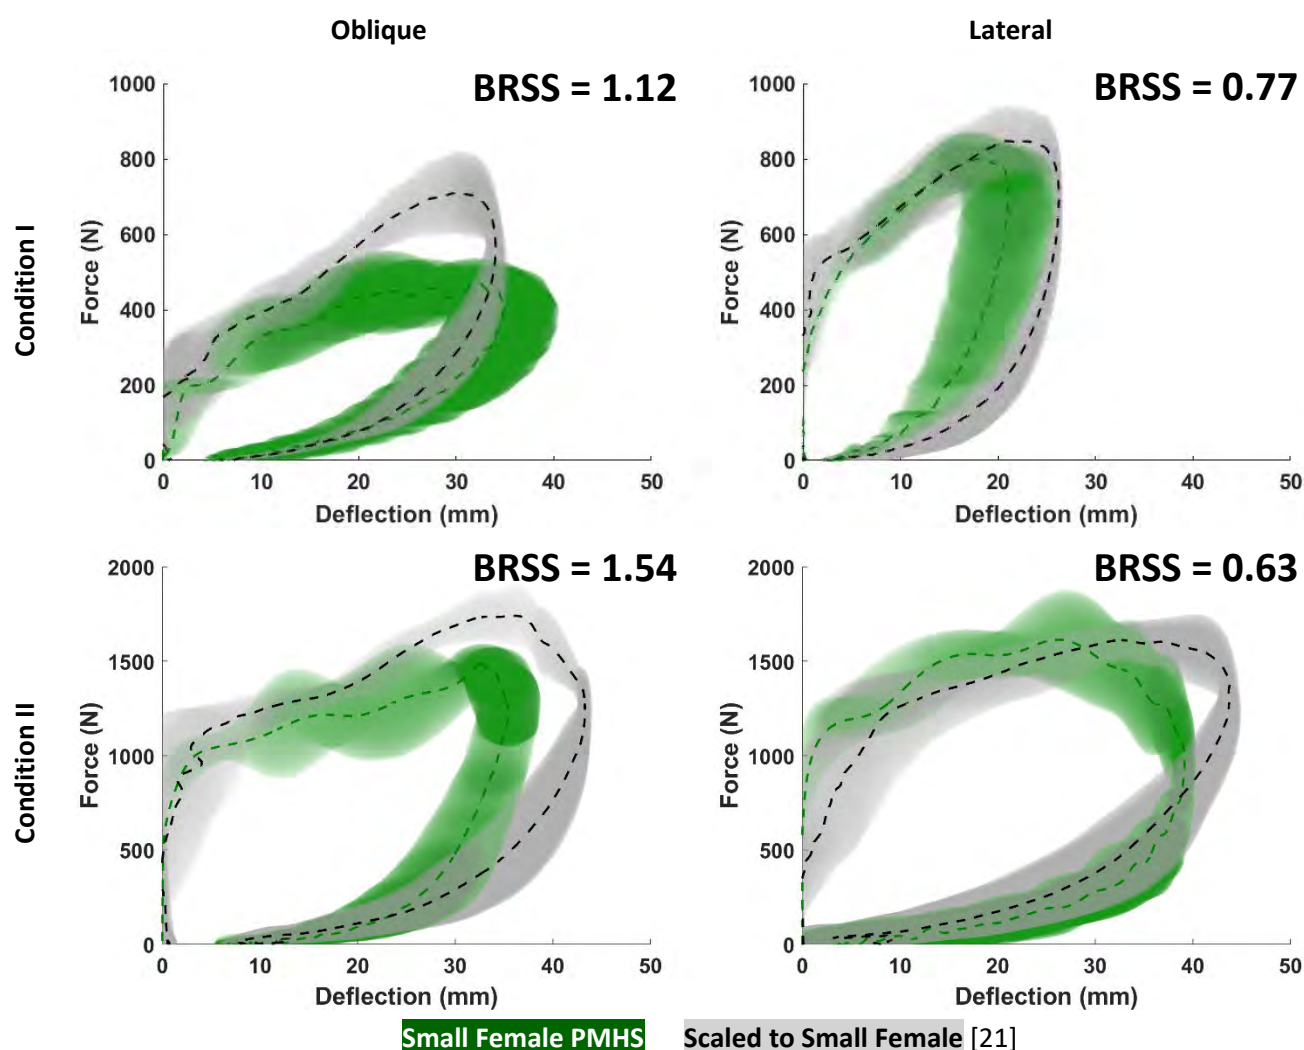 Oblique
Lateral
BRSS = 1.12
BRSS = 0.77
Condition I
Force (N)
1000
800
600
400
200
0
0 10 20 30 40 50
Deflection (mm)
Force (N)
1000
800
600
400
200
0
0 10 20 30 40 50
Deflection (mm)
BRSS = 1.54
BRSS = 0.63
Condition II
Force (N)
2000
1500
1000
500
0
0 10 20 30 40 50
Deflection (mm)
Force (N)
2000
1500
1000
500
0
0 10 20 30 40 50
Deflection (mm)
Small Female PMHS Scaled to Small Female [21]